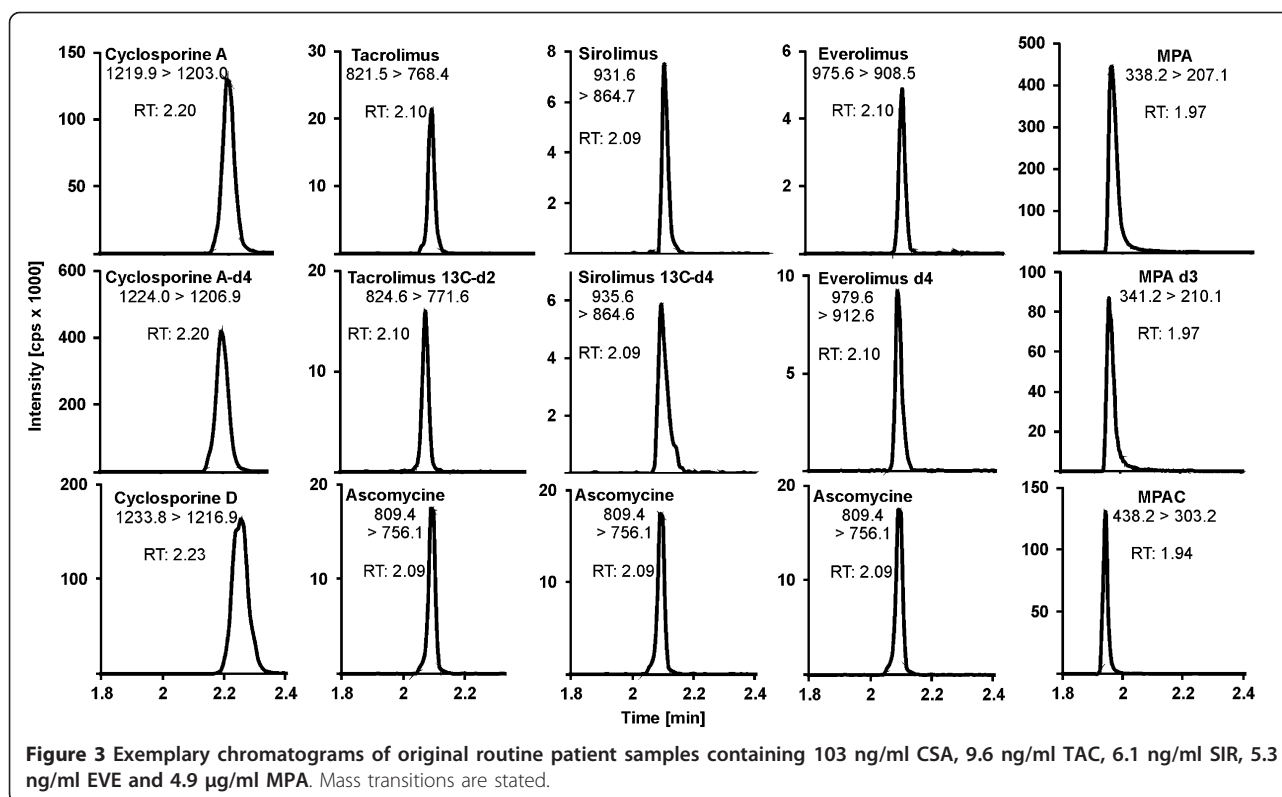 Cyclosporine A
1219.9 > 1203.0
RT: 2.20
150
100
50
Tacrolimus
821.5 > 768.4
RT: 2.10
30
20
10
Sirolimus
931.6
> 864.7
RT: 2.09
8
6
4
2
Everolimus
975.6 > 908.5
RT: 2.10
6
4
2
MPA
338.2 > 207.1
RT: 1.97
500
400
300
200
100
Intensity [cps x 1000]
Cyclosporine A-d4
1224.0 > 1206.9
RT: 2.20
600
400
200
Tacrolimus 13C-d2
824.6 > 771.6
RT: 2.10
20
10
Sirolimus 13C-d4
935.6
> 864.6
RT: 2.09
8
6
4
2
Everolimus d4
979.6
> 912.6
RT: 2.10
10
5
MPA d3
341.2 > 210.1
RT: 1.97
100
80
60
40
20
Cyclosporine D
1233.8 > 1216.9
RT: 2.23
200
100
1.8 2 2.2 2.4
Ascomycine
809.4
> 756.1
RT: 2.09
20
10
1.8 2 2.2
Ascomycine
809.4
> 756.1
RT: 2.09
20
10
1.8 2 2.2 2.4
Ascomycine
809.4
> 756.1
RT: 2.09
20
10
1.8 2 2.2 2.4
MPAC
438.2 > 303.2
RT: 1.94
150
100
50
1.8 2 2.2 2.4
Time [min]
Figure 3 Exemplary chromatograms of original routine patient samples containing 103 ng/ml CSA, 9.6 ng/ml TAC, 6.1 ng/ml SIR, 5.3
ng/ml EVE and 4.9 μg/ml MPA. Mass transitions are stated.